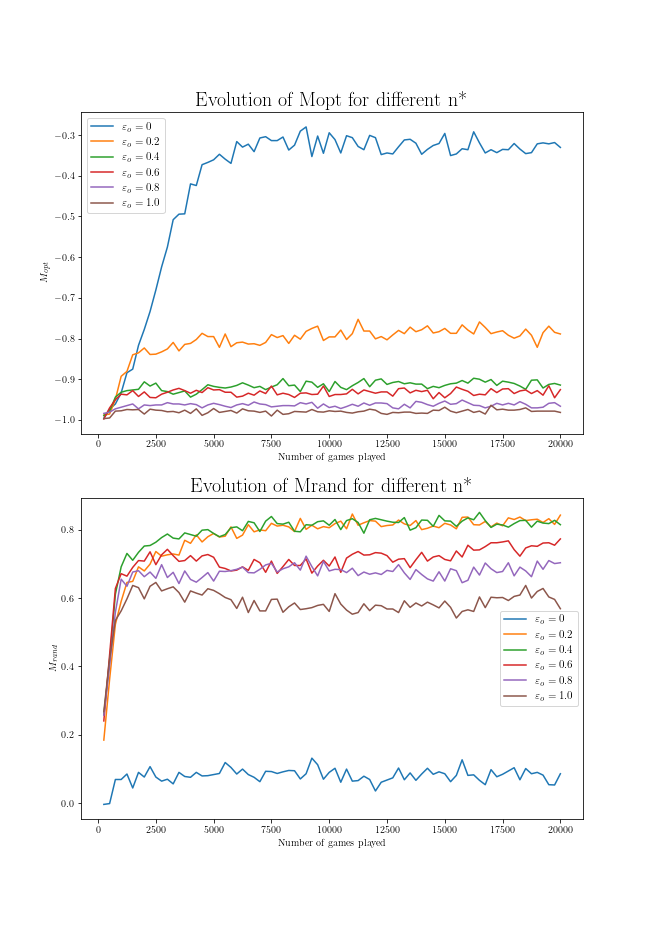 Evolution of Mopt for different n*
−0.3
−0.4
−0.5
−0.6
−0.7
−0.8
−0.9
−1.0
M_opt
ε_o = 0
ε_o = 0.2
ε_o = 0.4
ε_o = 0.6
ε_o = 0.8
ε_o = 1.0
0 2500 5000 7500 10000 12500 15000 17500 20000
Number of games played
Evolution of Mrand for different n*
0.8
0.6
0.4
0.2
0.0
M_rand
ε_o = 0
ε_o = 0.2
ε_o = 0.4
ε_o = 0.6
ε_o = 0.8
ε_o = 1.0
0 2500 5000 7500 10000 12500 15000 17500 20000
Number of games played